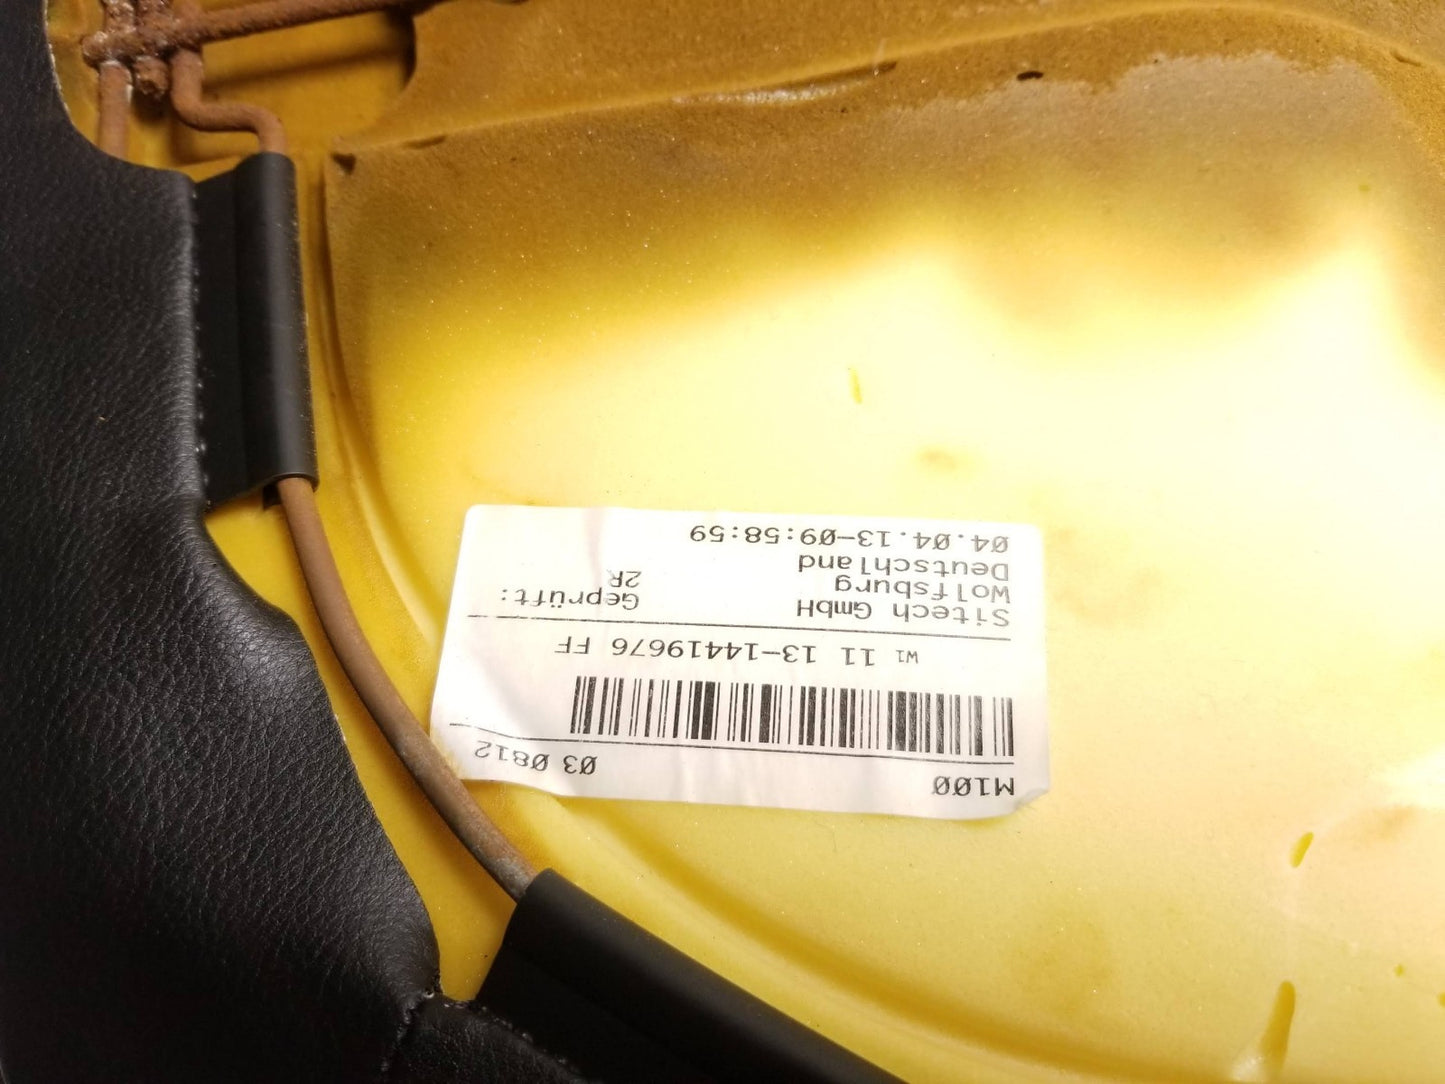 M100 03 0812
W1 11 13-14419676 FF
Sitech GmbH Geprüft:
Wolfsburg 2R
Deutschland
04.04.13-09:58:59